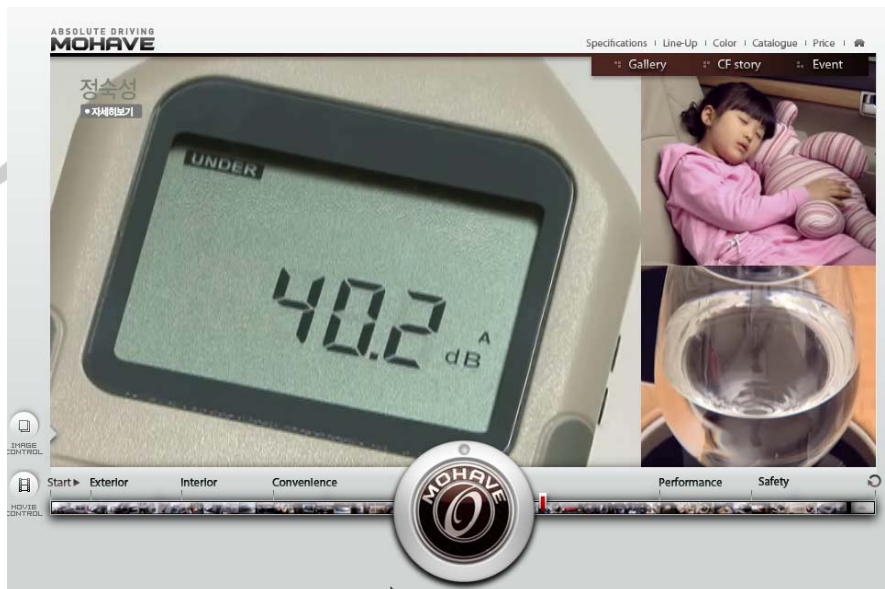 ABSOLUTE DRIVING
MOHAVE
Specifications | Line-Up | Color | Catalogue | Price |
Gallery
CF story
Event
정숙성
• 자세히보기
UNDER
40.2
A
dB
IMAGE
CONTROL
MOVIE
CONTROL
Start ▶
Exterior
Interior
Convenience
Performance
Safety
MOHAVE